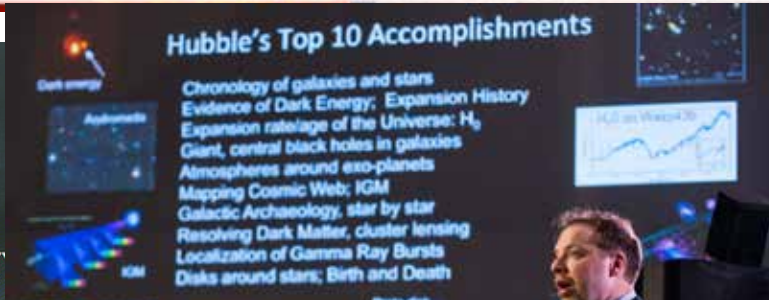 Hubble's Top 10 Accomplishments
Dark energy
Chronology of galaxies and stars
Evidence of Dark Energy; Expansion History
Expansion rate/age of the Universe: H₀
Giant, central black holes in galaxies
Atmospheres around exo-planets
Mapping Cosmic Web; IGM
Galactic Archaeology, star by star
Resolving Dark Matter, cluster lensing
Localization of Gamma Ray Bursts
Disks around stars; Birth and Death
Andromeda
IGM